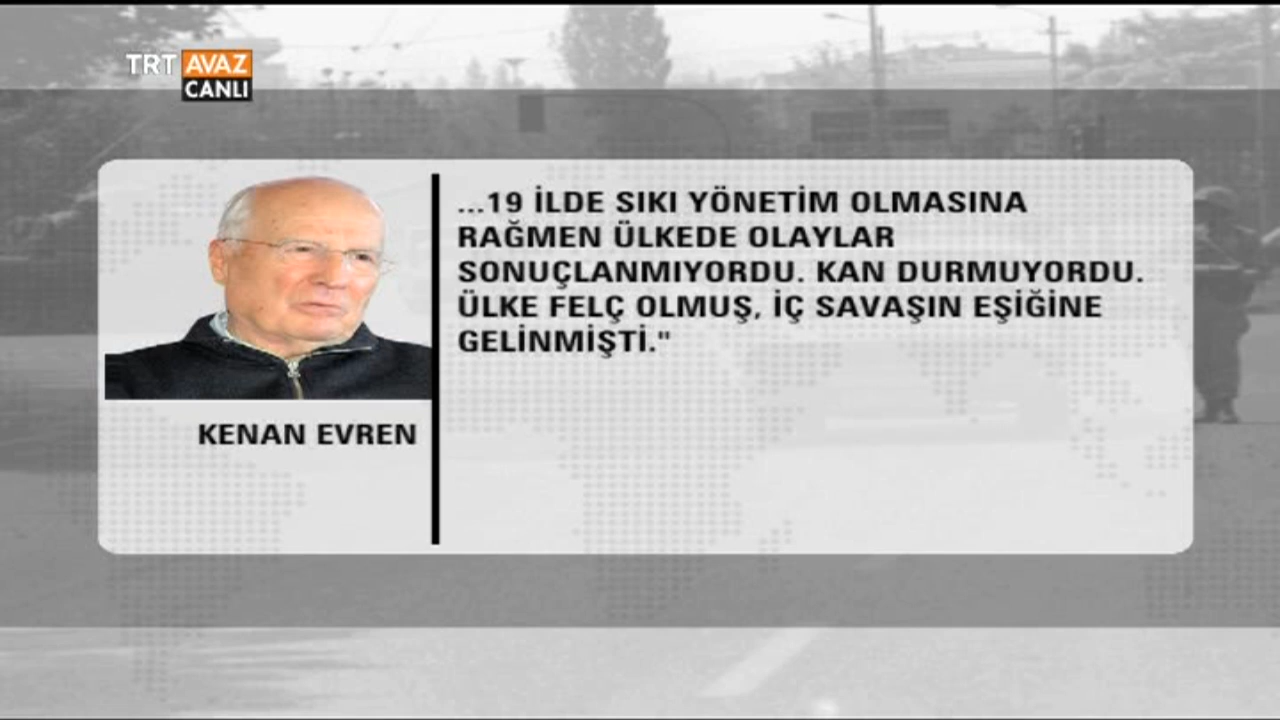 TRT AVAZ
CANLI
...19 İLDE SIKI YÖNETİM OLMASINA
RAĞMEN ÜLKEDE OLAYLAR
SONUÇLANMIYORDU. KAN DURMUYORDU.
ÜLKE FELÇ OLMUŞ, İÇ SAVAŞIN EŞİĞİNE
GELİNMİŞTİ."
KENAN EVREN